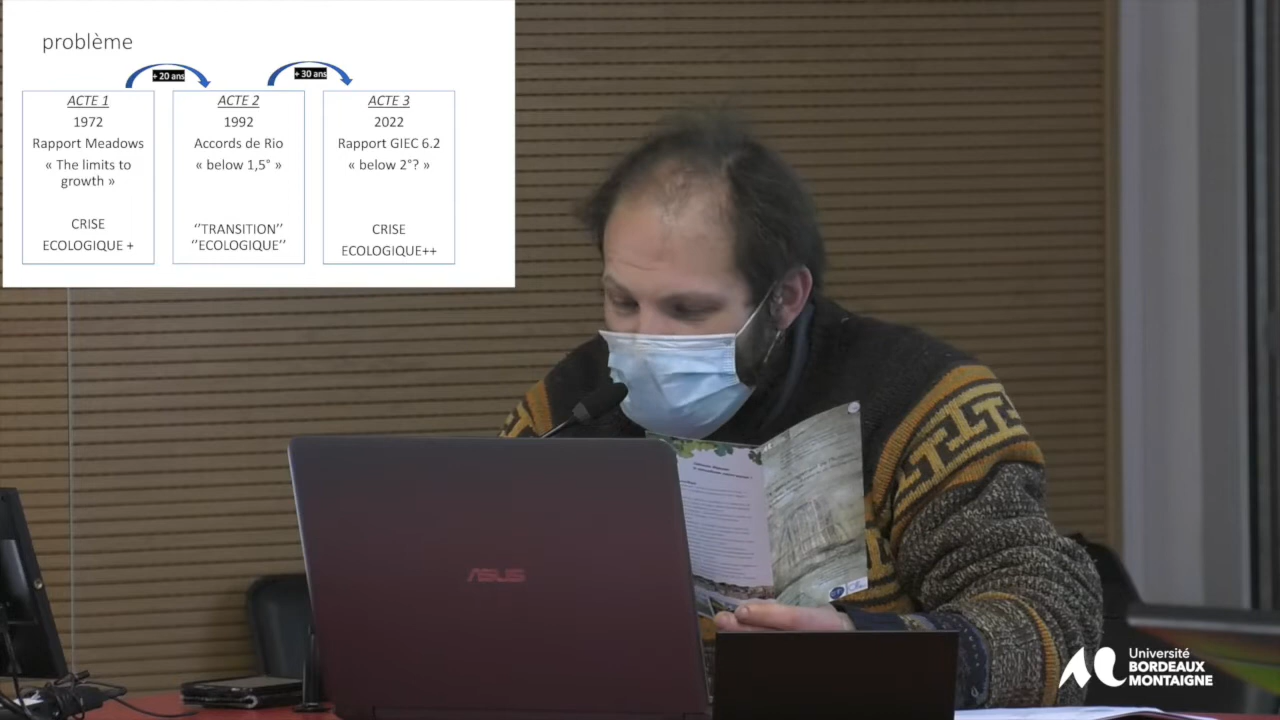 problème
+ 20 ans
+ 30 ans
ACTE 1
1972
Rapport Meadows
« The limits to
growth »
CRISE
ECOLOGIQUE +
ACTE 2
1992
Accords de Rio
« below 1,5° »
‘’TRANSITION’’
‘’ECOLOGIQUE’’
ACTE 3
2022
Rapport GIEC 6.2
« below 2°? »
CRISE
ECOLOGIQUE++
ASUS
Université
BORDEAUX
MONTAIGNE